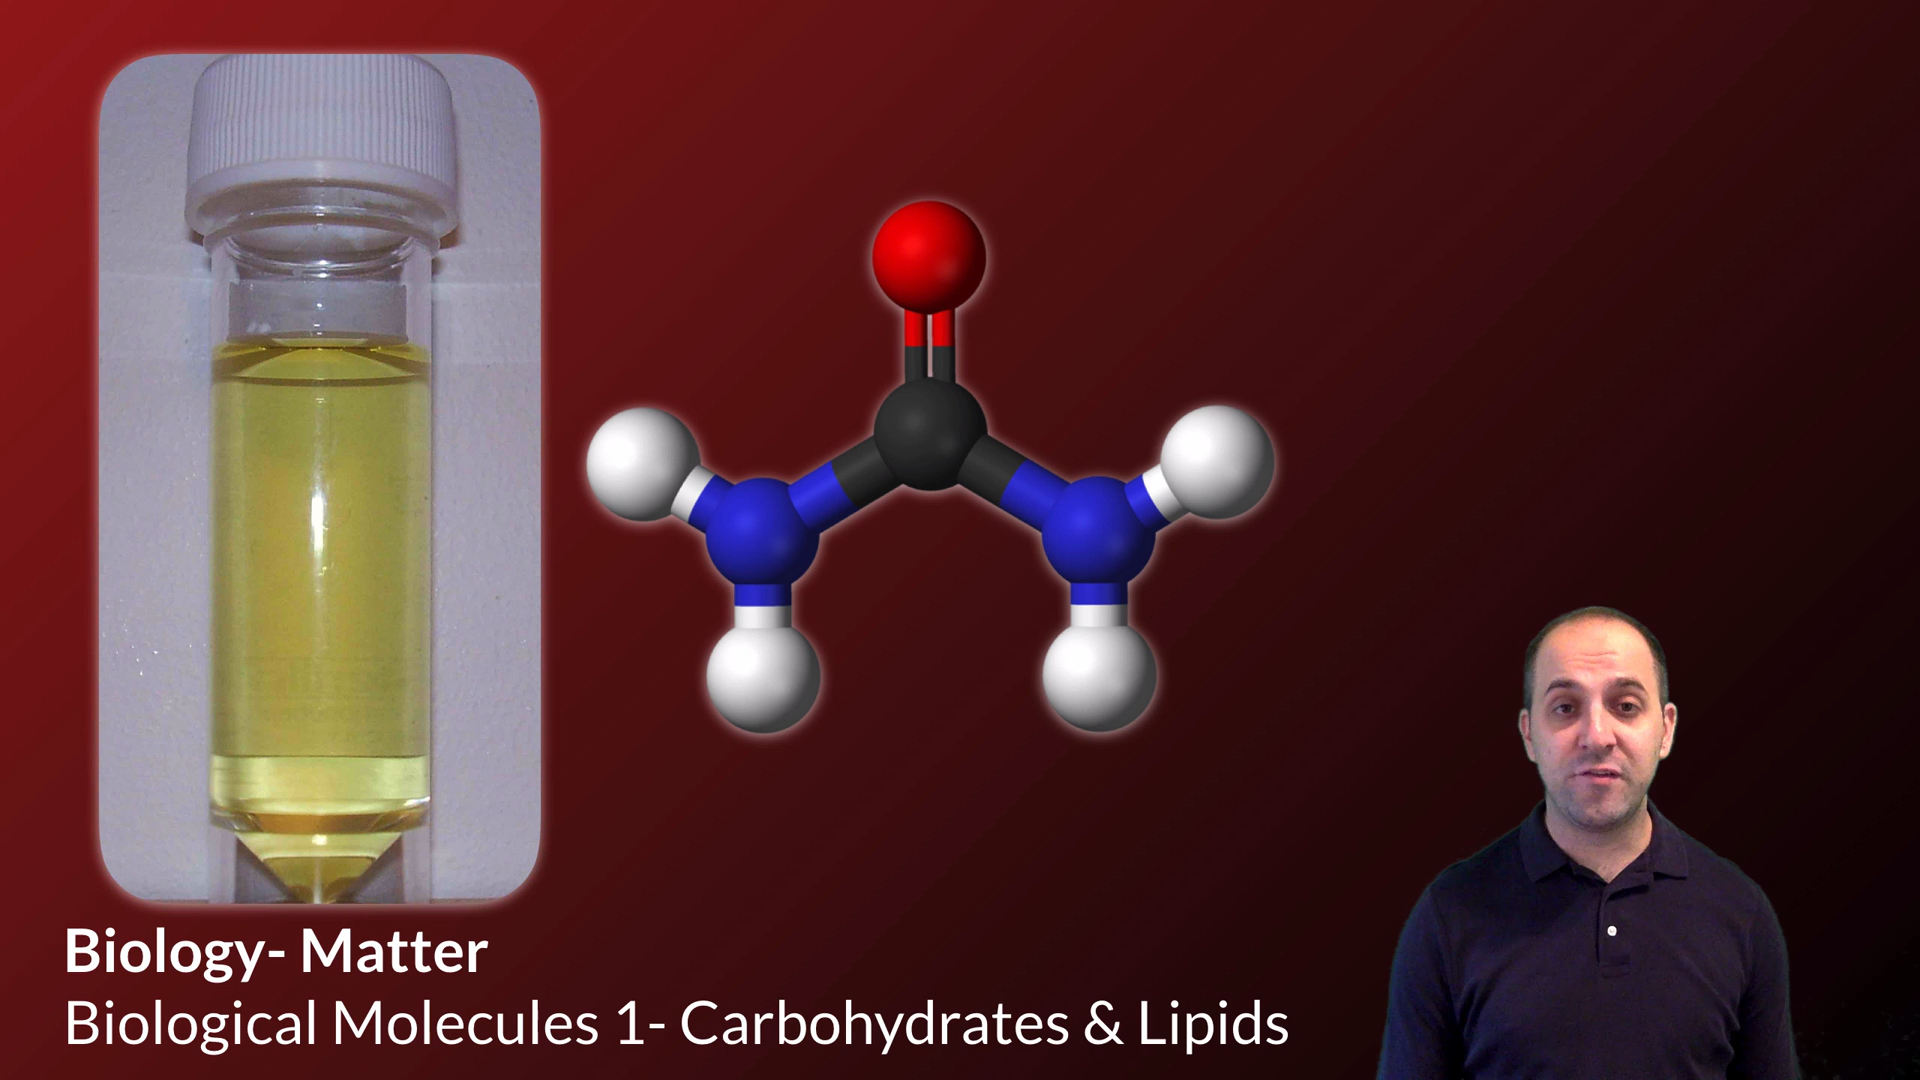 Biology- Matter
Biological Molecules 1- Carbohydrates & Lipids